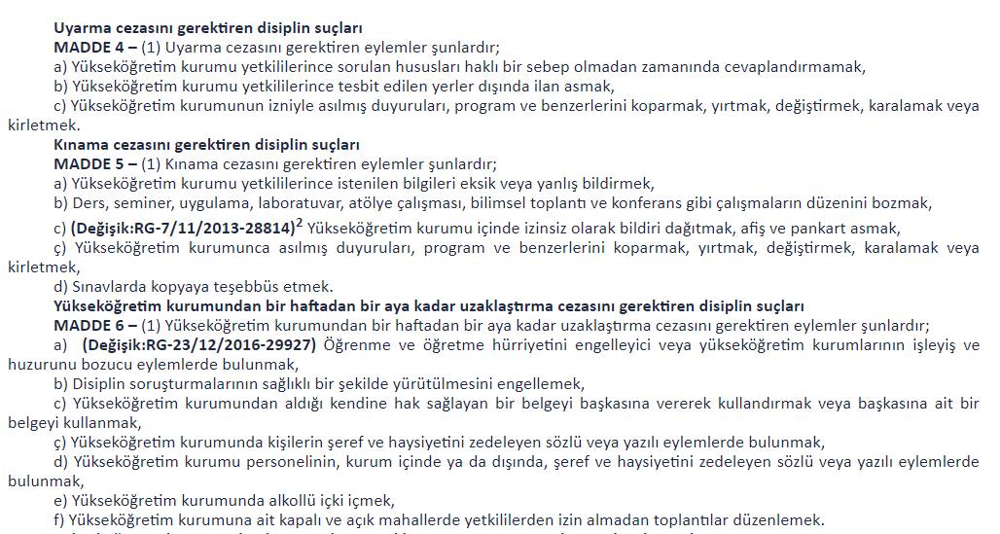 Uyarma cezasını gerektiren disiplin suçları
MADDE 4 – (1) Uyarma cezasını gerektiren eylemler şunlardır;
a) Yükseköğretim kurumu yetkililerince sorulan hususları haklı bir sebep olmadan zamanında cevaplandırmamak,
b) Yükseköğretim kurumu yetkililerince tesbit edilen yerler dışında ilan asmak,
c) Yükseköğretim kurumunun izniyle asılmış duyuruları, program ve benzerlerini koparmak, yırtmak, değiştirmek, karalamak veya
kirletmek.
Kınama cezasını gerektiren disiplin suçları
MADDE 5 – (1) Kınama cezasını gerektiren eylemler şunlardır;
a) Yükseköğretim kurumu yetkililerince istenilen bilgileri eksik veya yanlış bildirmek,
b) Ders, seminer, uygulama, laboratuvar, atölye çalışması, bilimsel toplantı ve konferans gibi çalışmaların düzenini bozmak,
c) (Değişik:RG-7/11/2013-28814)² Yükseköğretim kurumu içinde izinsiz olarak bildiri dağıtmak, afiş ve pankart asmak,
ç) Yükseköğretim kurumunca asılmış duyuruları, program ve benzerlerini koparmak, yırtmak, değiştirmek, karalamak veya
kirletmek,
d) Sınavlarda kopyaya teşebbüs etmek.
Yükseköğretim kurumundan bir haftadan bir aya kadar uzaklaştırma cezasını gerektiren disiplin suçları
MADDE 6 – (1) Yükseköğretim kurumundan bir haftadan bir aya kadar uzaklaştırma cezasını gerektiren eylemler şunlardır;
a) (Değişik:RG-23/12/2016-29927) Öğrenme ve öğretme hürriyetini engelleyici veya yükseköğretim kurumlarının işleyiş ve
huzurunu bozucu eylemlerde bulunmak,
b) Disiplin soruşturmalarının sağlıklı bir şekilde yürütülmesini engellemek,
c) Yükseköğretim kurumundan aldığı kendine hak sağlayan bir belgeyi başkasına vererek kullandırmak veya başkasına ait bir
belgeyi kullanmak,
ç) Yükseköğretim kurumunda kişilerin şeref ve haysiyetini zedeleyen sözlü veya yazılı eylemlerde bulunmak,
d) Yükseköğretim kurumu personelinin, kurum içinde ya da dışında, şeref ve haysiyetini zedeleyen sözlü veya yazılı eylemlerde
bulunmak,
e) Yükseköğretim kurumunda alkollü içki içmek,
f) Yükseköğretim kurumuna ait kapalı ve açık mahallerde yetkililerden izin almadan toplantılar düzenlemek.